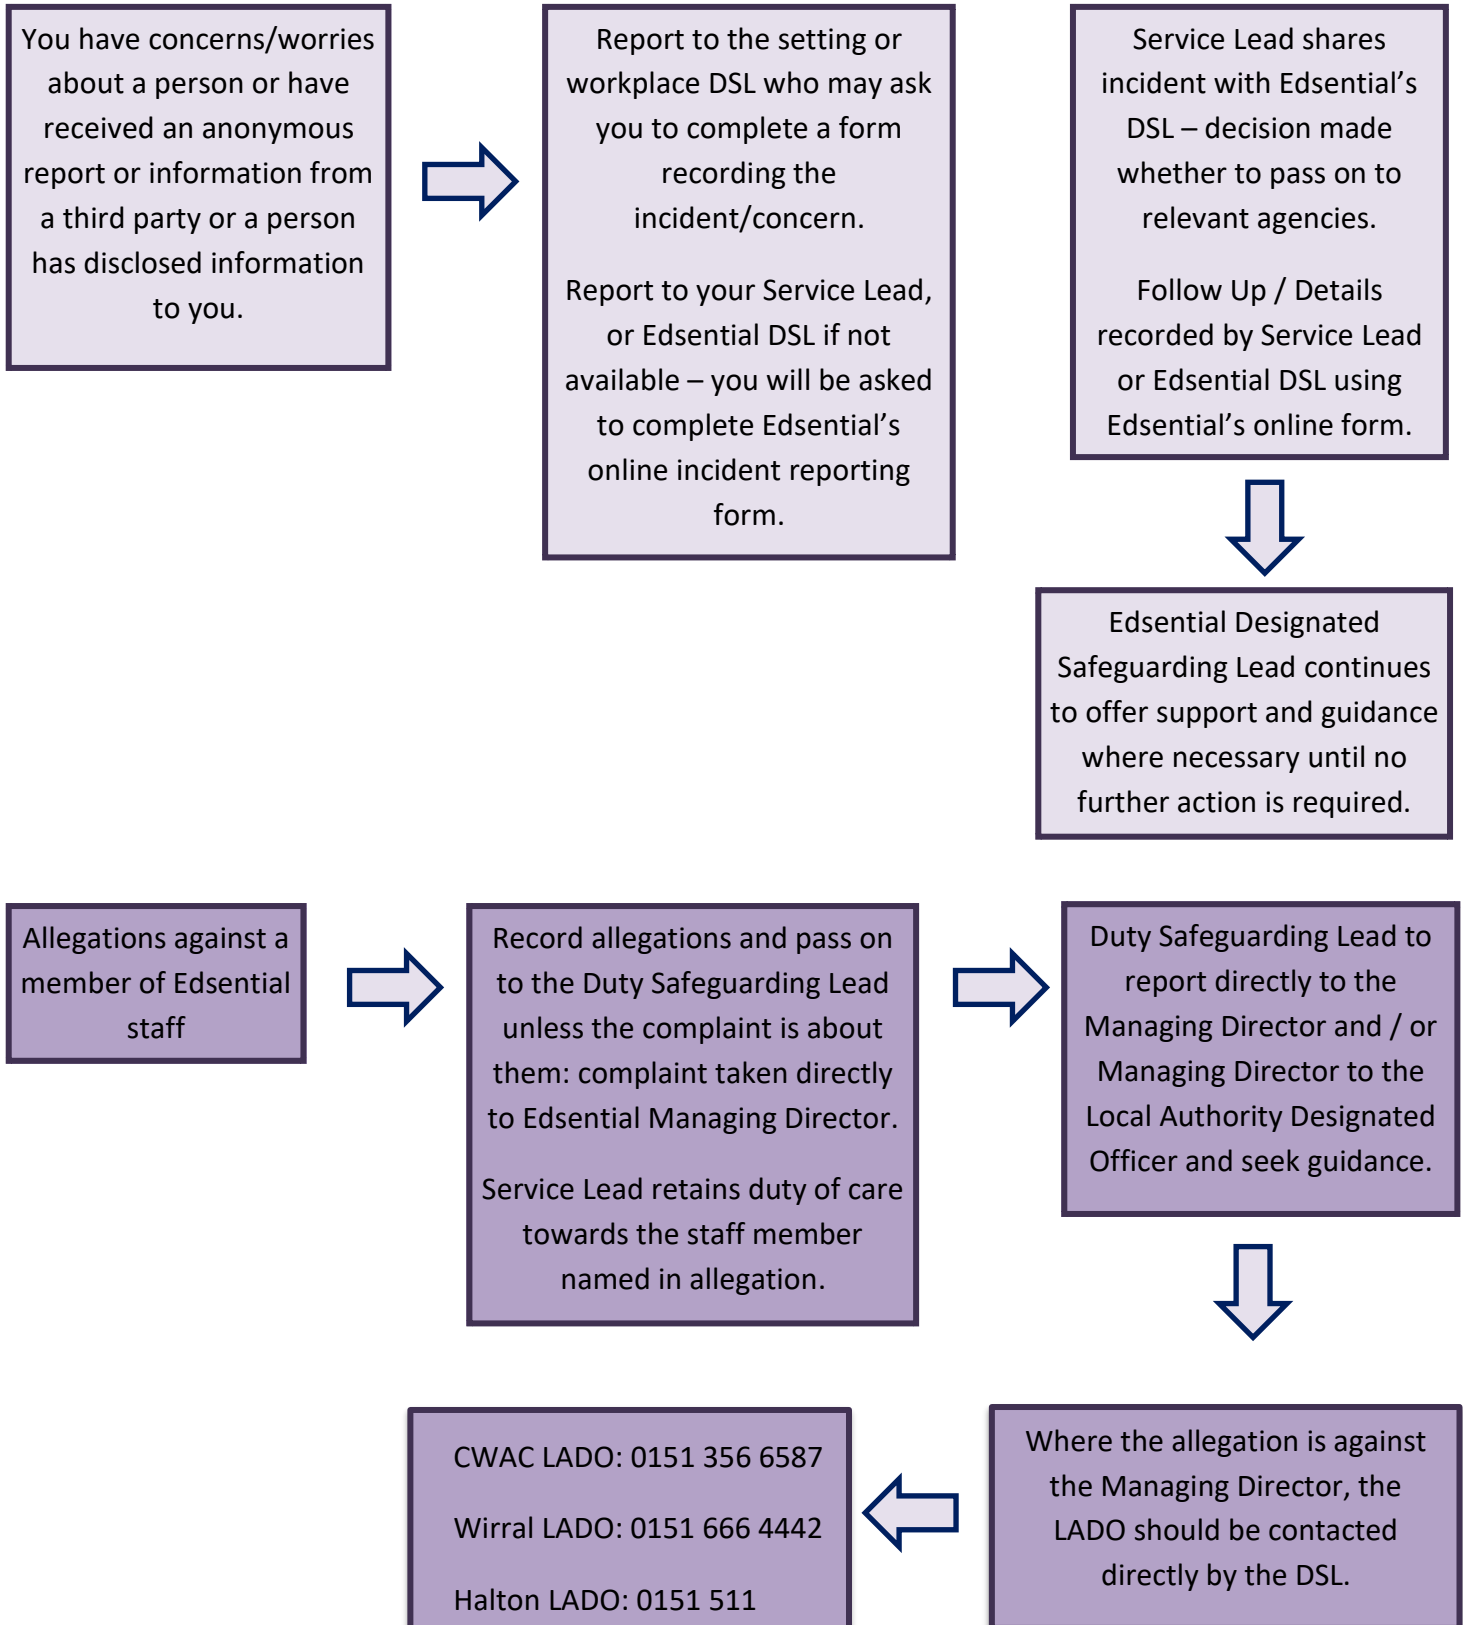 You have concerns/worries
about a person or have
received an anonymous
report or information from
a third party or a person
has disclosed information
to you.
Report to the setting or
workplace DSL who may ask
you to complete a form
recording the
incident/concern.
Report to your Service Lead,
or Edsential DSL if not
available – you will be asked
to complete Edsential’s
online incident reporting
form.
Service Lead shares
incident with Edsential’s
DSL – decision made
whether to pass on to
relevant agencies.
Follow Up / Details
recorded by Service Lead
or Edsential DSL using
Edsential’s online form.
Edsential Designated
Safeguarding Lead continues
to offer support and guidance
where necessary until no
further action is required.
Allegations against a
member of Edsential
staff
Record allegations and pass on
to the Duty Safeguarding Lead
unless the complaint is about
them: complaint taken directly
to Edsential Managing Director.
Service Lead retains duty of care
towards the staff member
named in allegation.
Duty Safeguarding Lead to
report directly to the
Managing Director and / or
Managing Director to the
Local Authority Designated
Officer and seek guidance.
Where the allegation is against
the Managing Director, the
LADO should be contacted
directly by the DSL.
CWAC LADO: 0151 356 6587
Wirral LADO: 0151 666 4442
Halton LADO: 0151 511